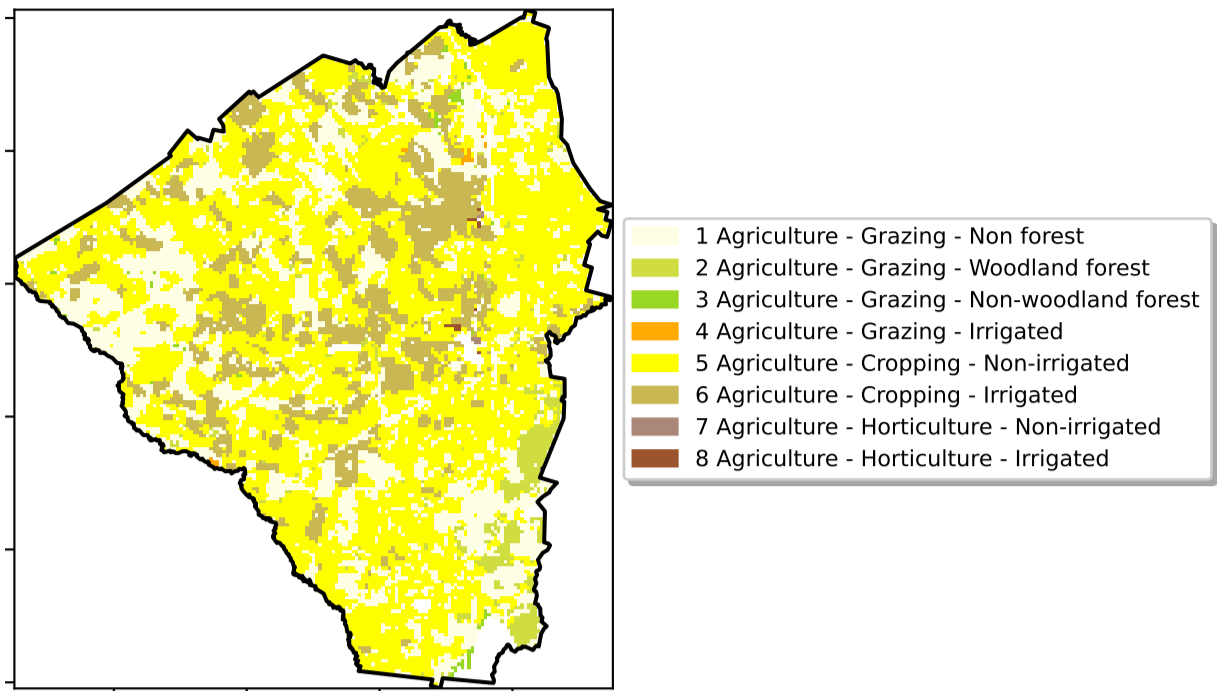 1 Agriculture - Grazing - Non forest
2 Agriculture - Grazing - Woodland forest
3 Agriculture - Grazing - Non-woodland forest
4 Agriculture - Grazing - Irrigated
5 Agriculture - Cropping - Non-irrigated
6 Agriculture - Cropping - Irrigated
7 Agriculture - Horticulture - Non-irrigated
8 Agriculture - Horticulture - Irrigated